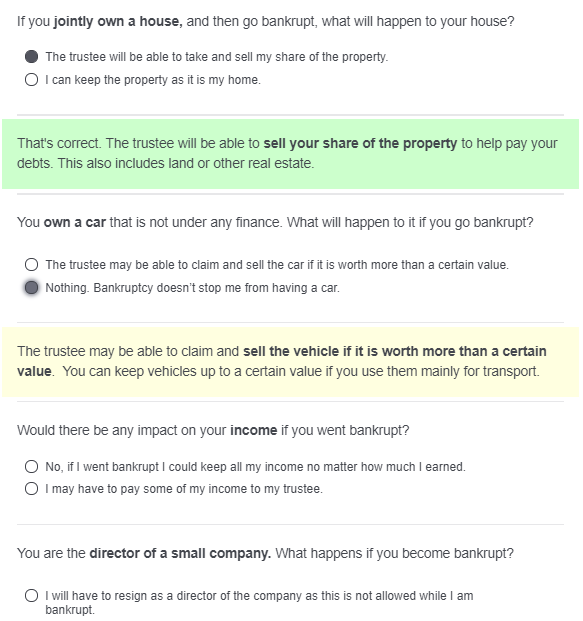 If you jointly own a house, and then go bankrupt, what will happen to your house?
The trustee will be able to take and sell my share of the property.
I can keep the property as it is my home.
That's correct. The trustee will be able to sell your share of the property to help pay your
debts. This also includes land or other real estate.
You own a car that is not under any finance. What will happen to it if you go bankrupt?
The trustee may be able to claim and sell the car if it is worth more than a certain value.
Nothing. Bankruptcy doesn't stop me from having a car.
The trustee may be able to claim and sell the vehicle if it is worth more than a certain
value. You can keep vehicles up to a certain value if you use them mainly for transport.
Would there be any impact on your income if you went bankrupt?
No, if I went bankrupt I could keep all my income no matter how much I earned.
I may have to pay some of my income to my trustee.
You are the director of a small company. What happens if you become bankrupt?
I will have to resign as a director of the company as this is not allowed while I am
bankrupt.